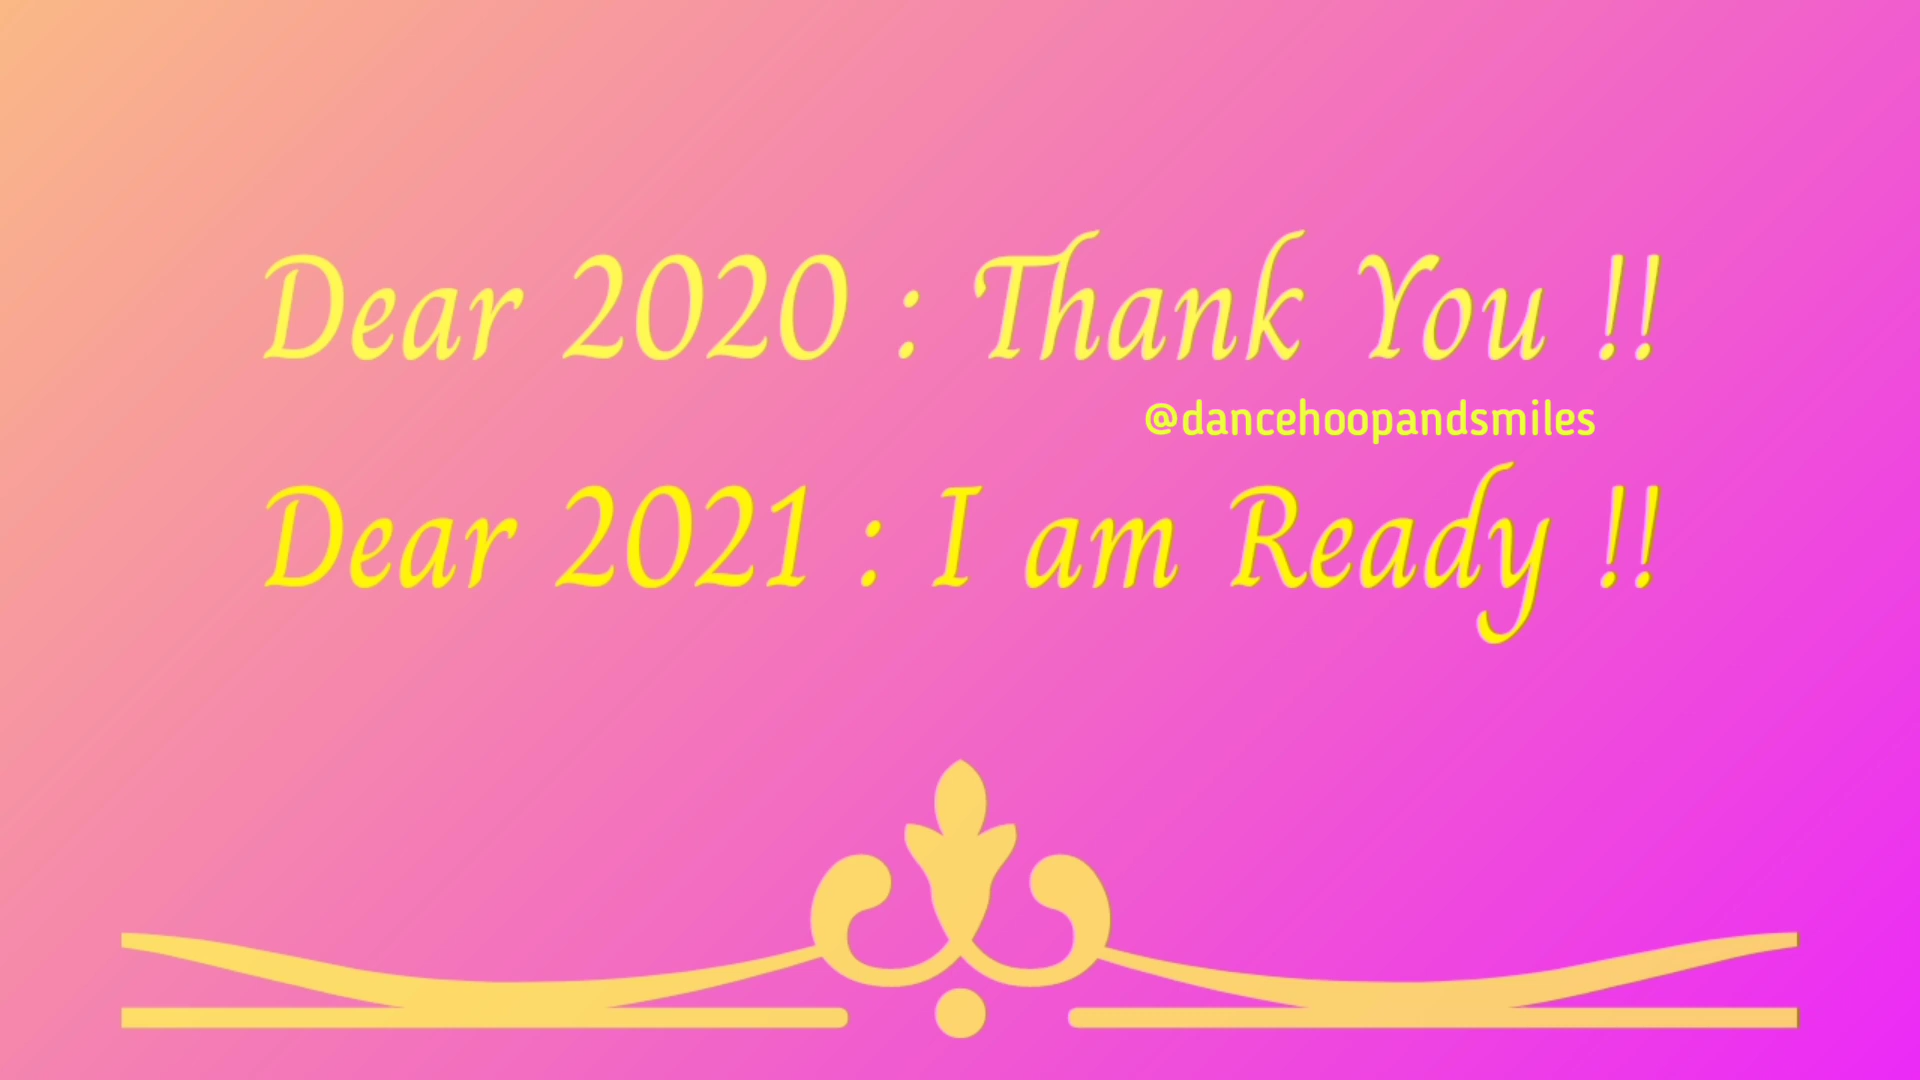 Dear 2020 : Thank You !!
@dancehoopandsmiles
Dear 2021 : I am Ready !!